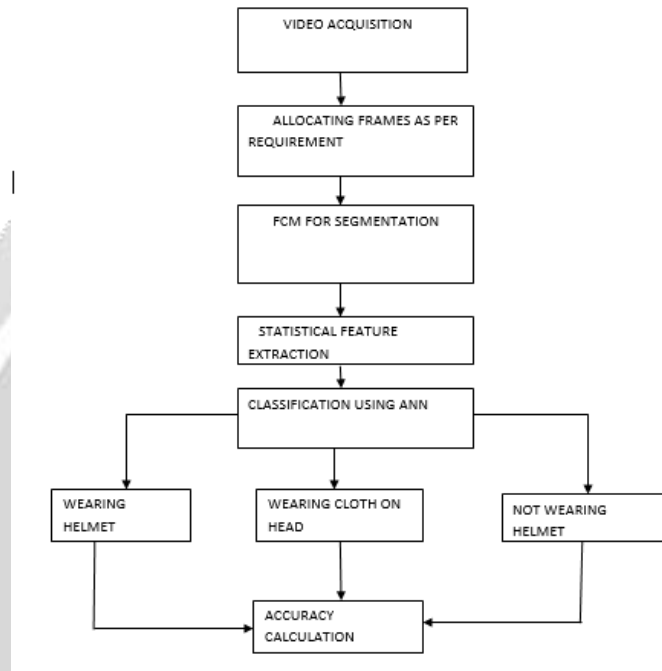 VIDEO ACQUISITION
ALLOCATING FRAMES AS PER
REQUIREMENT
FCM FOR SEGMENTATION
STATISTICAL FEATURE
EXTRACTION
CLASSIFICATION USING ANN
WEARING
HELMET
WEARING CLOTH ON
HEAD
NOT WEARING
HELMET
ACCURACY
CALCULATION